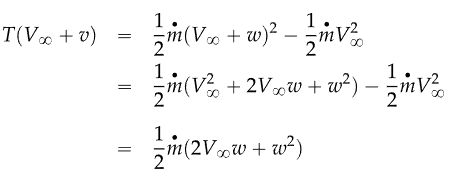 T(V∞ + v) = 1/2 ṁ(V∞ + w)² − 1/2 ṁV∞²
= 1/2 ṁ(V∞² + 2V∞w + w²) − 1/2 ṁV∞²
= 1/2 ṁ(2V∞w + w²)